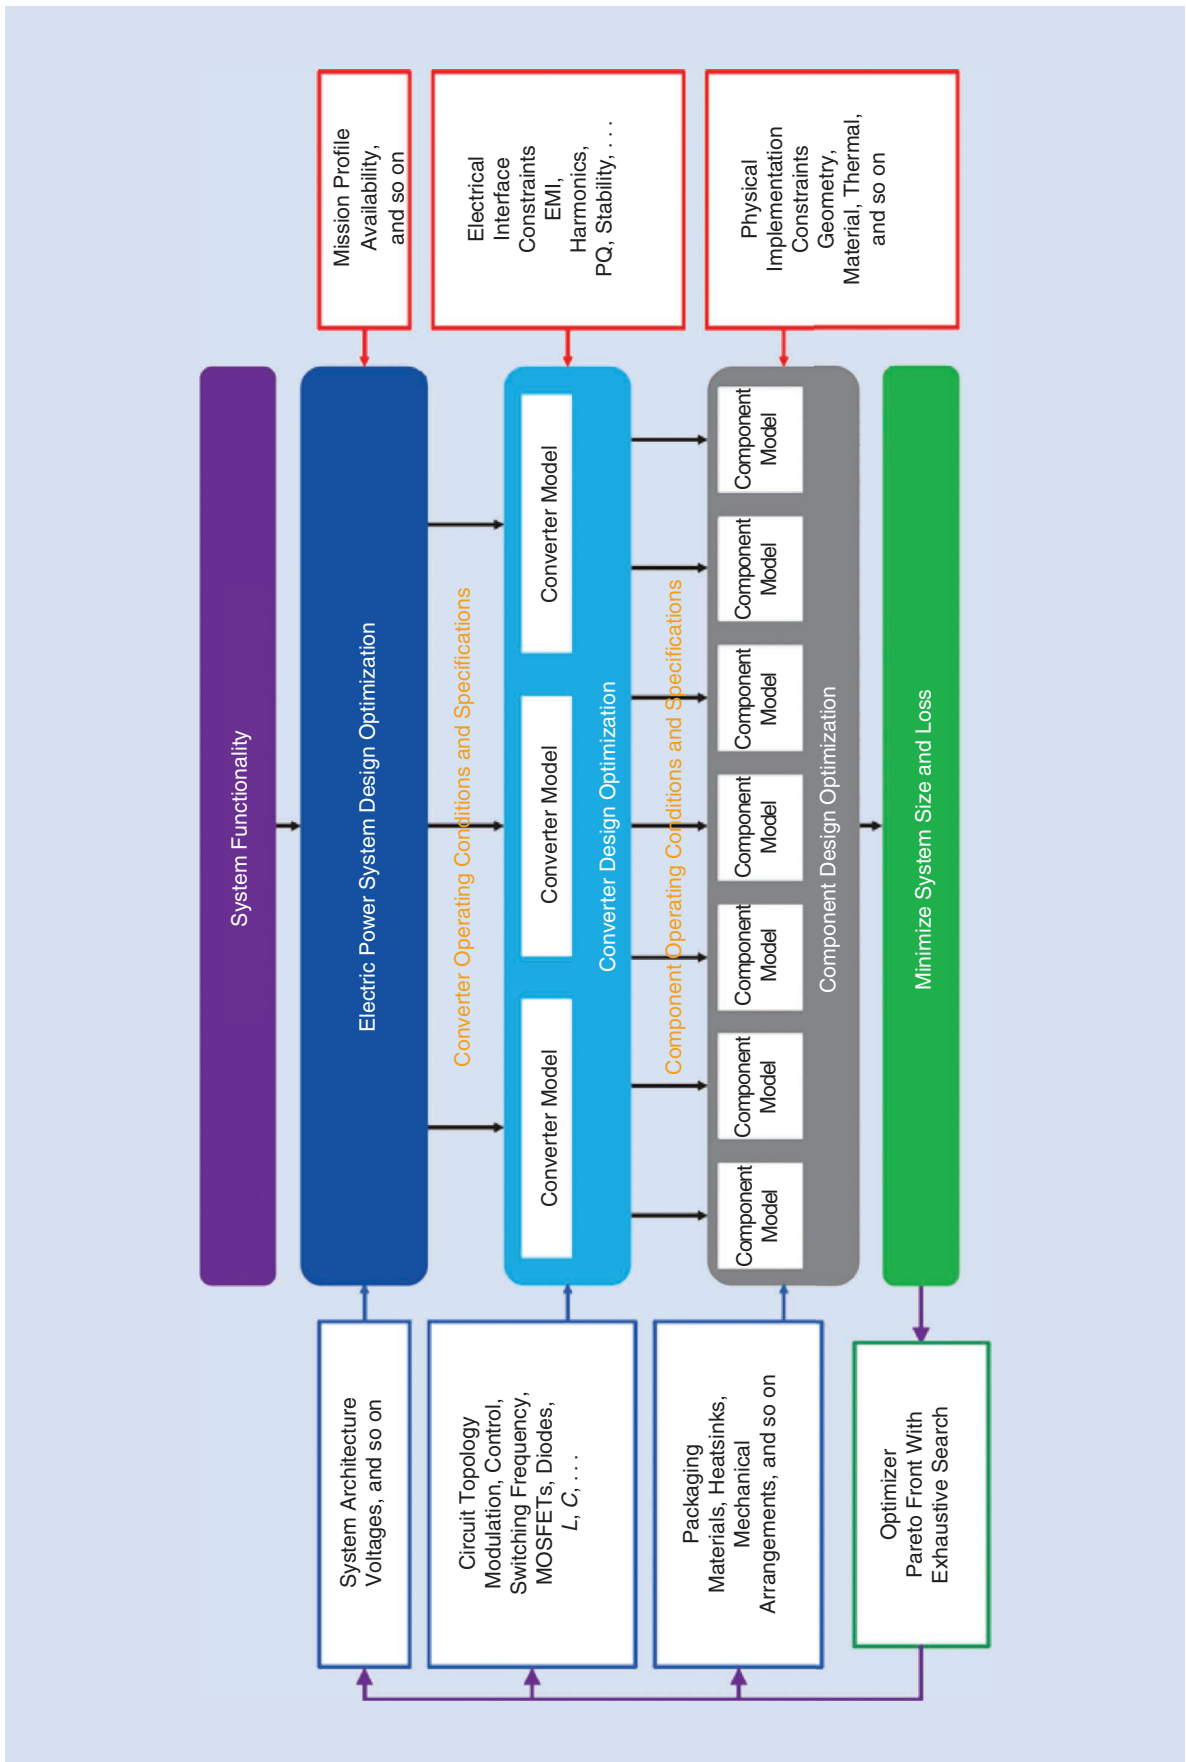 System Functionality
System Architecture
Voltages, and so on
Electric Power System Design Optimization
Mission Profile
Availability,
and so on
Converter Operating Conditions and Specifications
Circuit Topology
Modulation, Control,
Switching Frequency,
MOSFETs, Diodes,
L, C, . . .
Converter Model
Converter Model
Converter Model
Converter Design Optimization
Electrical
Interface
Constraints
EMI,
Harmonics,
PQ, Stability, . . .
Component Operating Conditions and Specifications
Packaging
Materials, Heatsinks,
Mechanical
Arrangements, and so on
Component
Model
Component
Model
Component
Model
Component
Model
Component
Model
Component
Model
Component
Model
Component Design Optimization
Physical
Implementation
Constraints
Geometry,
Material, Thermal,
and so on
Optimizer
Pareto Front With
Exhaustive Search
Minimize System Size and Loss